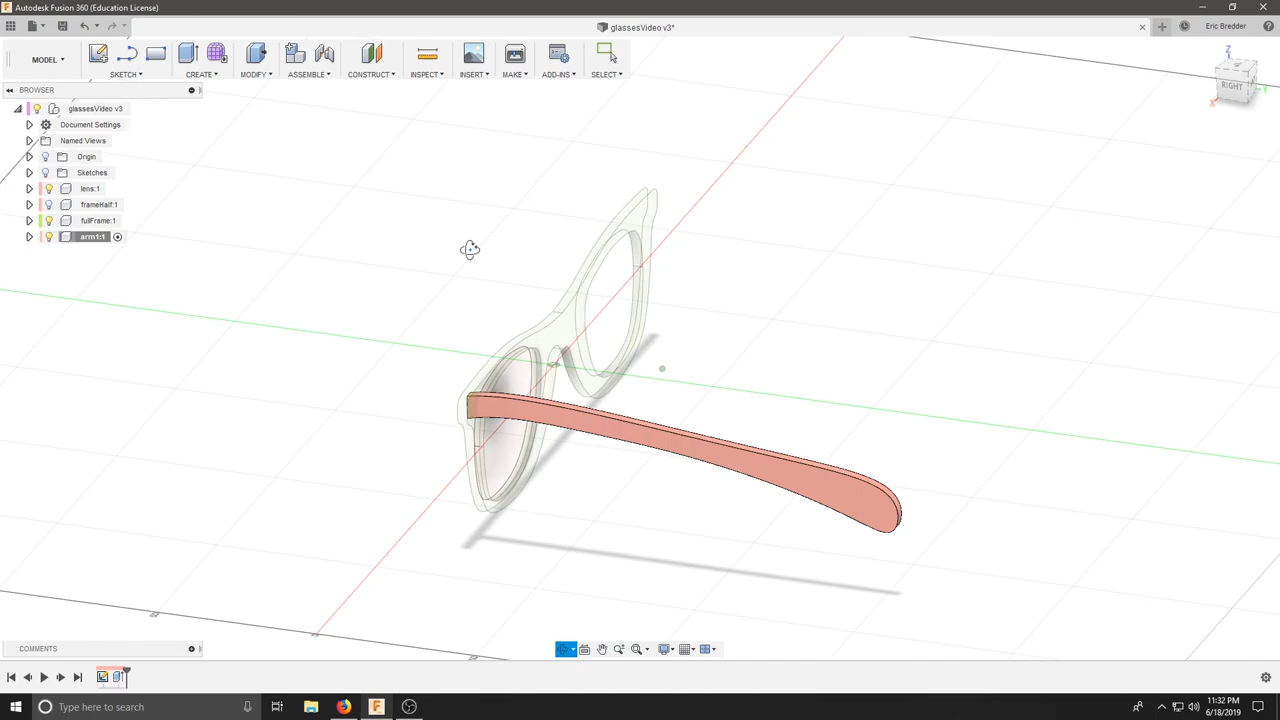 Autodesk Fusion 360 (Education License)
glassesVideo v3*
Eric Bredder
MODEL
SKETCH
CREATE
MODIFY
ASSEMBLE
CONSTRUCT
INSPECT
INSERT
MAKE
ADD-INS
SELECT
Z
RIGHT
Y
X
BROWSER
glassesVideo v3
Document Settings
Named Views
Origin
Sketches
lens:1
frameHalf:1
fullFrame:1
arm1:1
COMMENTS
Type here to search
11:32 PM
6/18/2019